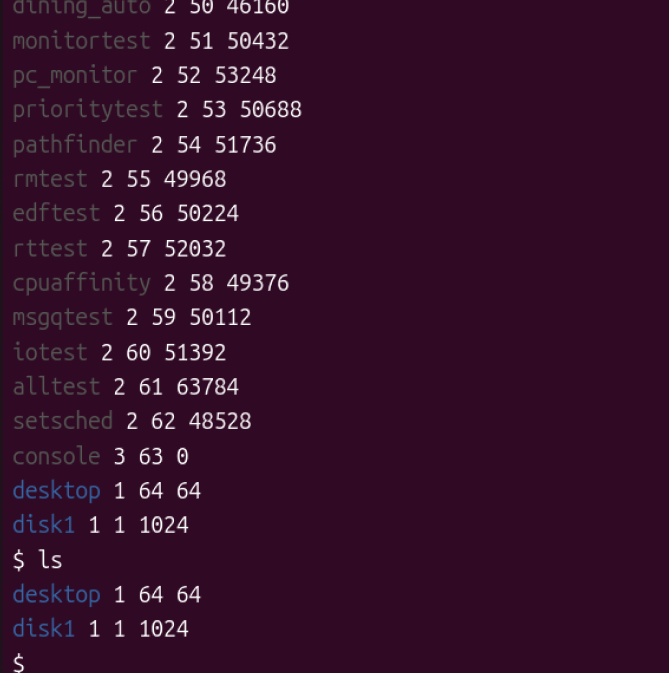 dining_auto 2 50 46160
monitortest 2 51 50432
pc_monitor 2 52 53248
prioritytest 2 53 50688
pathfinder 2 54 51736
rmtest 2 55 49968
edftest 2 56 50224
rttest 2 57 52032
cpuaffinity 2 58 49376
msgqtest 2 59 50112
iotest 2 60 51392
alltest 2 61 63784
setsched 2 62 48528
console 3 63 0
desktop 1 64 64
disk1 1 1 1024
$ ls
desktop 1 64 64
disk1 1 1 1024
$